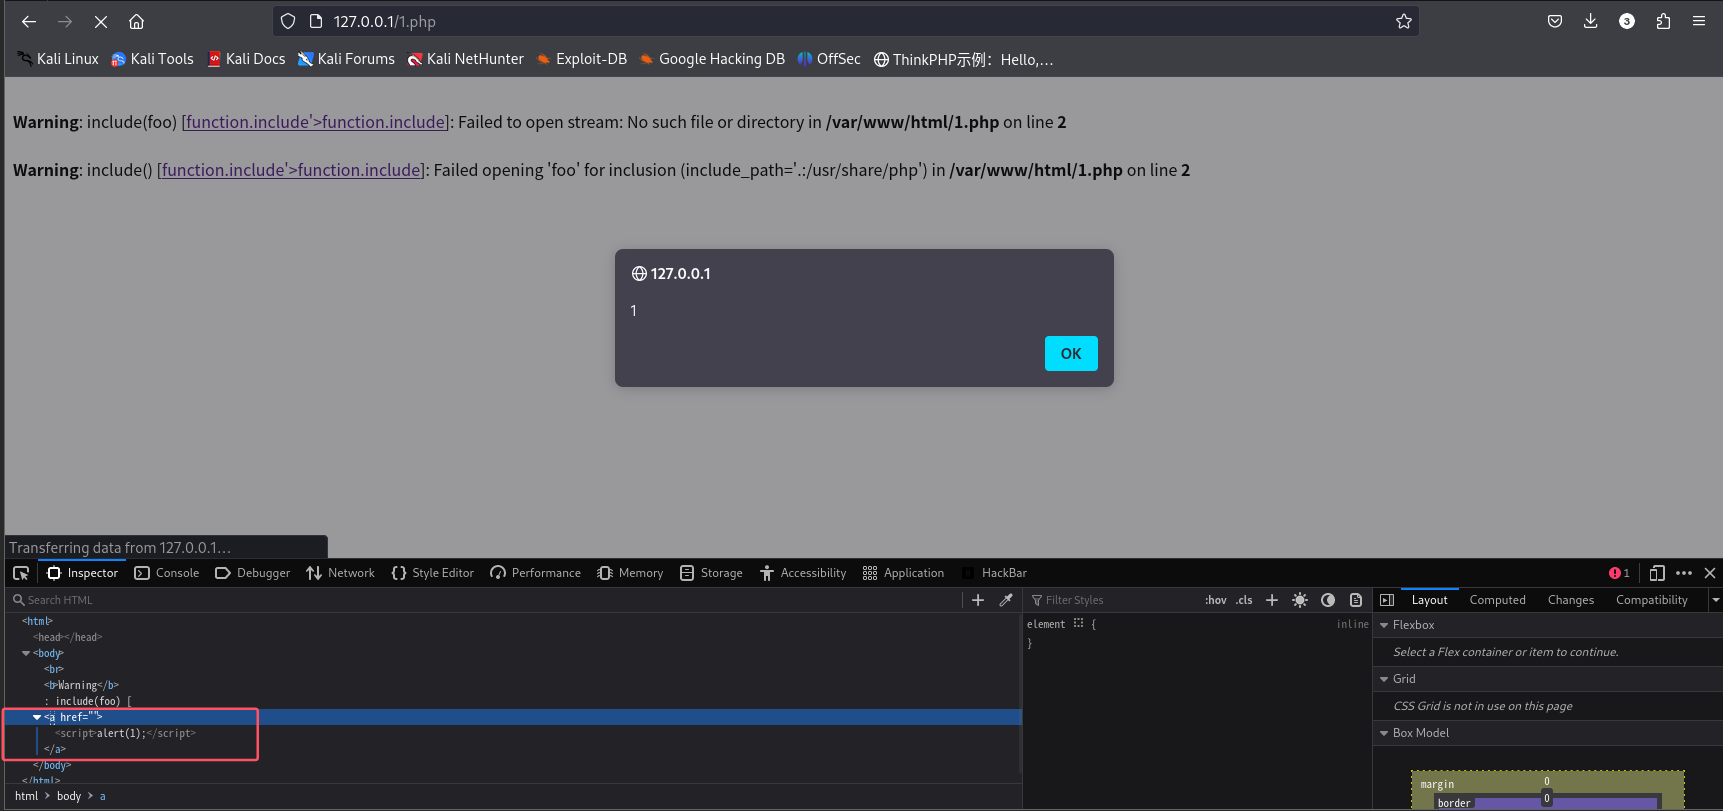 127.0.0.1/1.php
3
Kali Linux Kali Tools Kali Docs Kali Forums Kali NetHunter Exploit-DB Google Hacking DB OffSec ThinkPHP示例：Hello,...
Warning: include(foo) [function.include'>function.include]: Failed to open stream: No such file or directory in /var/www/html/1.php on line 2
Warning: include() [function.include'>function.include]: Failed opening 'foo' for inclusion (include_path='.:/usr/share/php') in /var/www/html/1.php on line 2
127.0.0.1
1
OK
Transferring data from 127.0.0.1...
Inspector Console Debugger Network Style Editor Performance Memory Storage Accessibility Application HackBar 1
Search HTML Filter Styles :hov .cls Layout Computed Changes Compatibility
<html>
<head></head>
<body>
<br>
<b>Warning</b>
: include(foo) [
<a href="">
<script>alert(1);</script>
</a>
</body>
</html>
html > body > a
element { inline
}
Flexbox
Select a Flex container or item to continue.
Grid
CSS Grid is not in use on this page
Box Model
margin 0
border 0